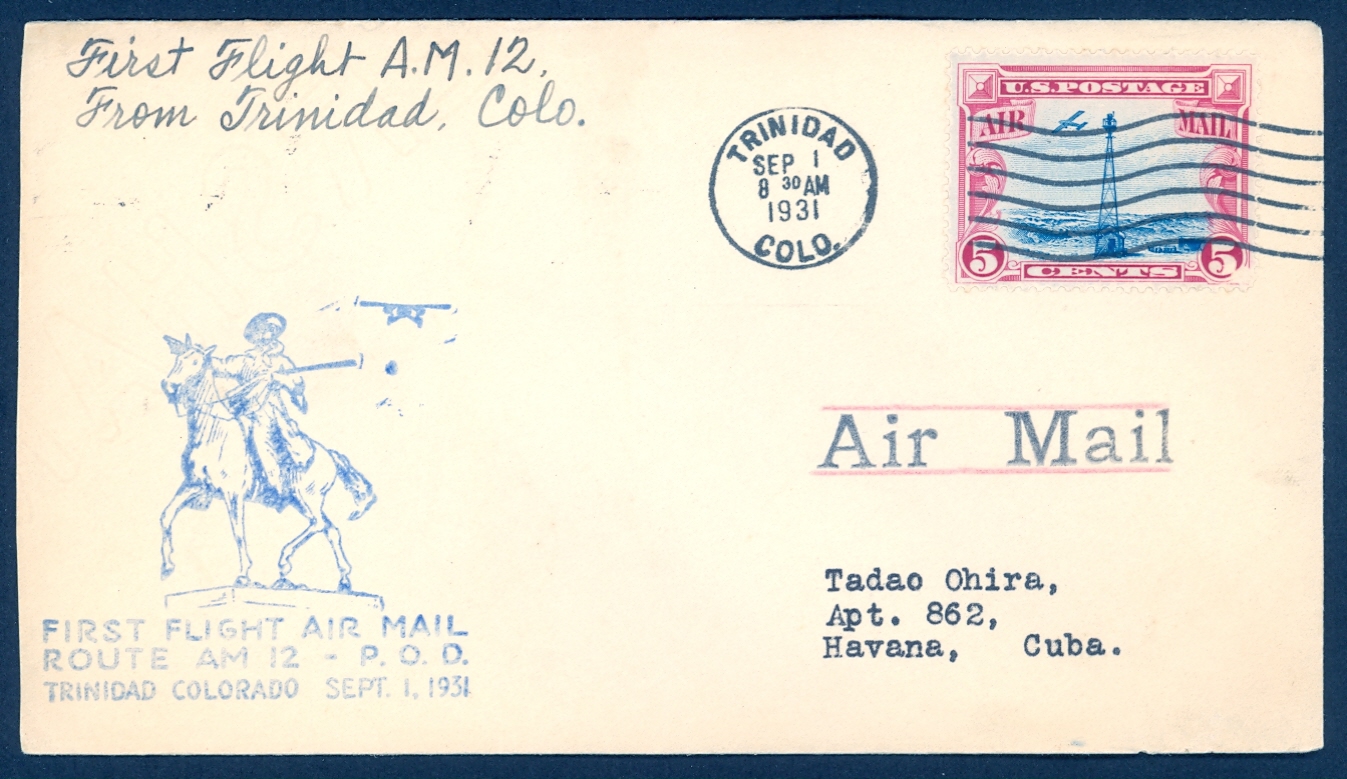 First Flight A.M. 12,
From Trinidad, Colo.
TRINIDAD
SEP 1
8 30 AM
1931
COLO.
U.S. POSTAGE
AIR MAIL
5 CENTS 5
Air Mail
Tadao Ohira,
Apt. 862,
Havana, Cuba.
FIRST FLIGHT AIR MAIL
ROUTE AM 12 - P.O.D.
TRINIDAD COLORADO SEPT. 1, 1931